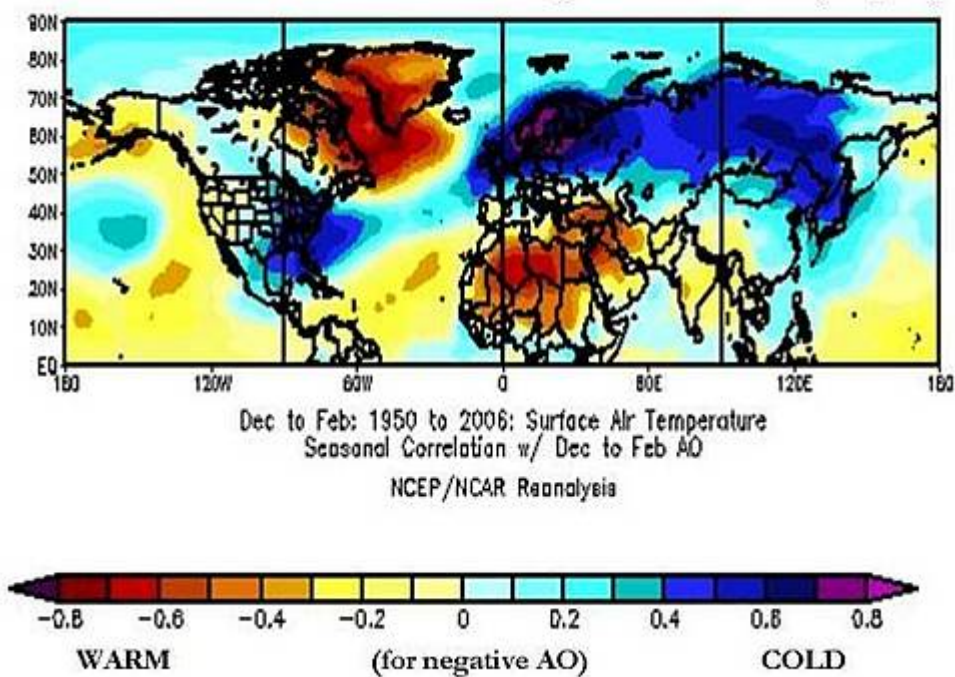 90N
80N
70N
60N
50N
40N
30N
20N
10N
EQ
180 120W 60W 0 60E 120E 180
Dec to Feb: 1950 to 2006: Surface Air Temperature
Seasonal Correlation w/ Dec to Feb AO
NCEP/NCAR Reanalysis
-0.8 -0.6 -0.4 -0.2 0 0.2 0.4 0.6 0.8
WARM (for negative AO) COLD